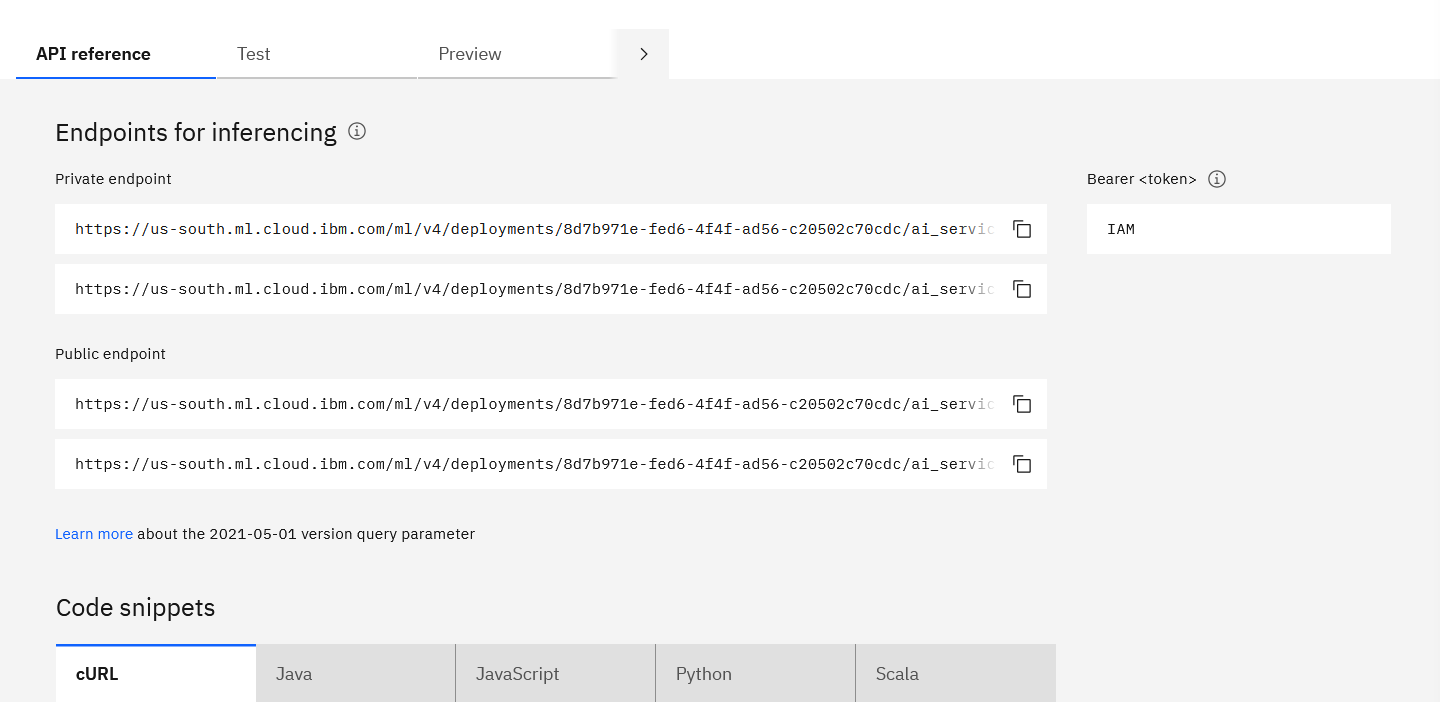 API reference
Test
Preview
Endpoints for inferencing
Private endpoint
Bearer <token>
https://us-south.ml.cloud.ibm.com/ml/v4/deployments/8d7b971e-fed6-4f4f-ad56-c20502c70cdc/ai_servic
IAM
https://us-south.ml.cloud.ibm.com/ml/v4/deployments/8d7b971e-fed6-4f4f-ad56-c20502c70cdc/ai_servic
Public endpoint
https://us-south.ml.cloud.ibm.com/ml/v4/deployments/8d7b971e-fed6-4f4f-ad56-c20502c70cdc/ai_servic
https://us-south.ml.cloud.ibm.com/ml/v4/deployments/8d7b971e-fed6-4f4f-ad56-c20502c70cdc/ai_servic
Learn more about the 2021-05-01 version query parameter
Code snippets
cURL
Java
JavaScript
Python
Scala